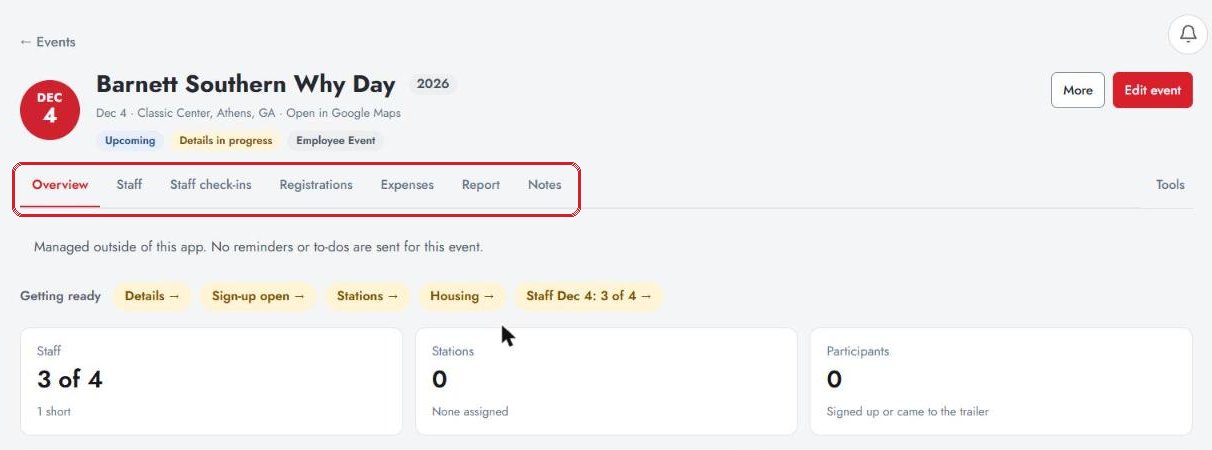 ← Events
DEC
4
Barnett Southern Why Day 2026
Dec 4 · Classic Center, Athens, GA · Open in Google Maps
Upcoming Details in progress Employee Event
More Edit event
Overview Staff Staff check-ins Registrations Expenses Report Notes Tools
Managed outside of this app. No reminders or to-dos are sent for this event.
Getting ready Details → Sign-up open → Stations → Housing → Staff Dec 4: 3 of 4 →
Staff
3 of 4
1 short
Stations
0
None assigned
Participants
0
Signed up or came to the trailer